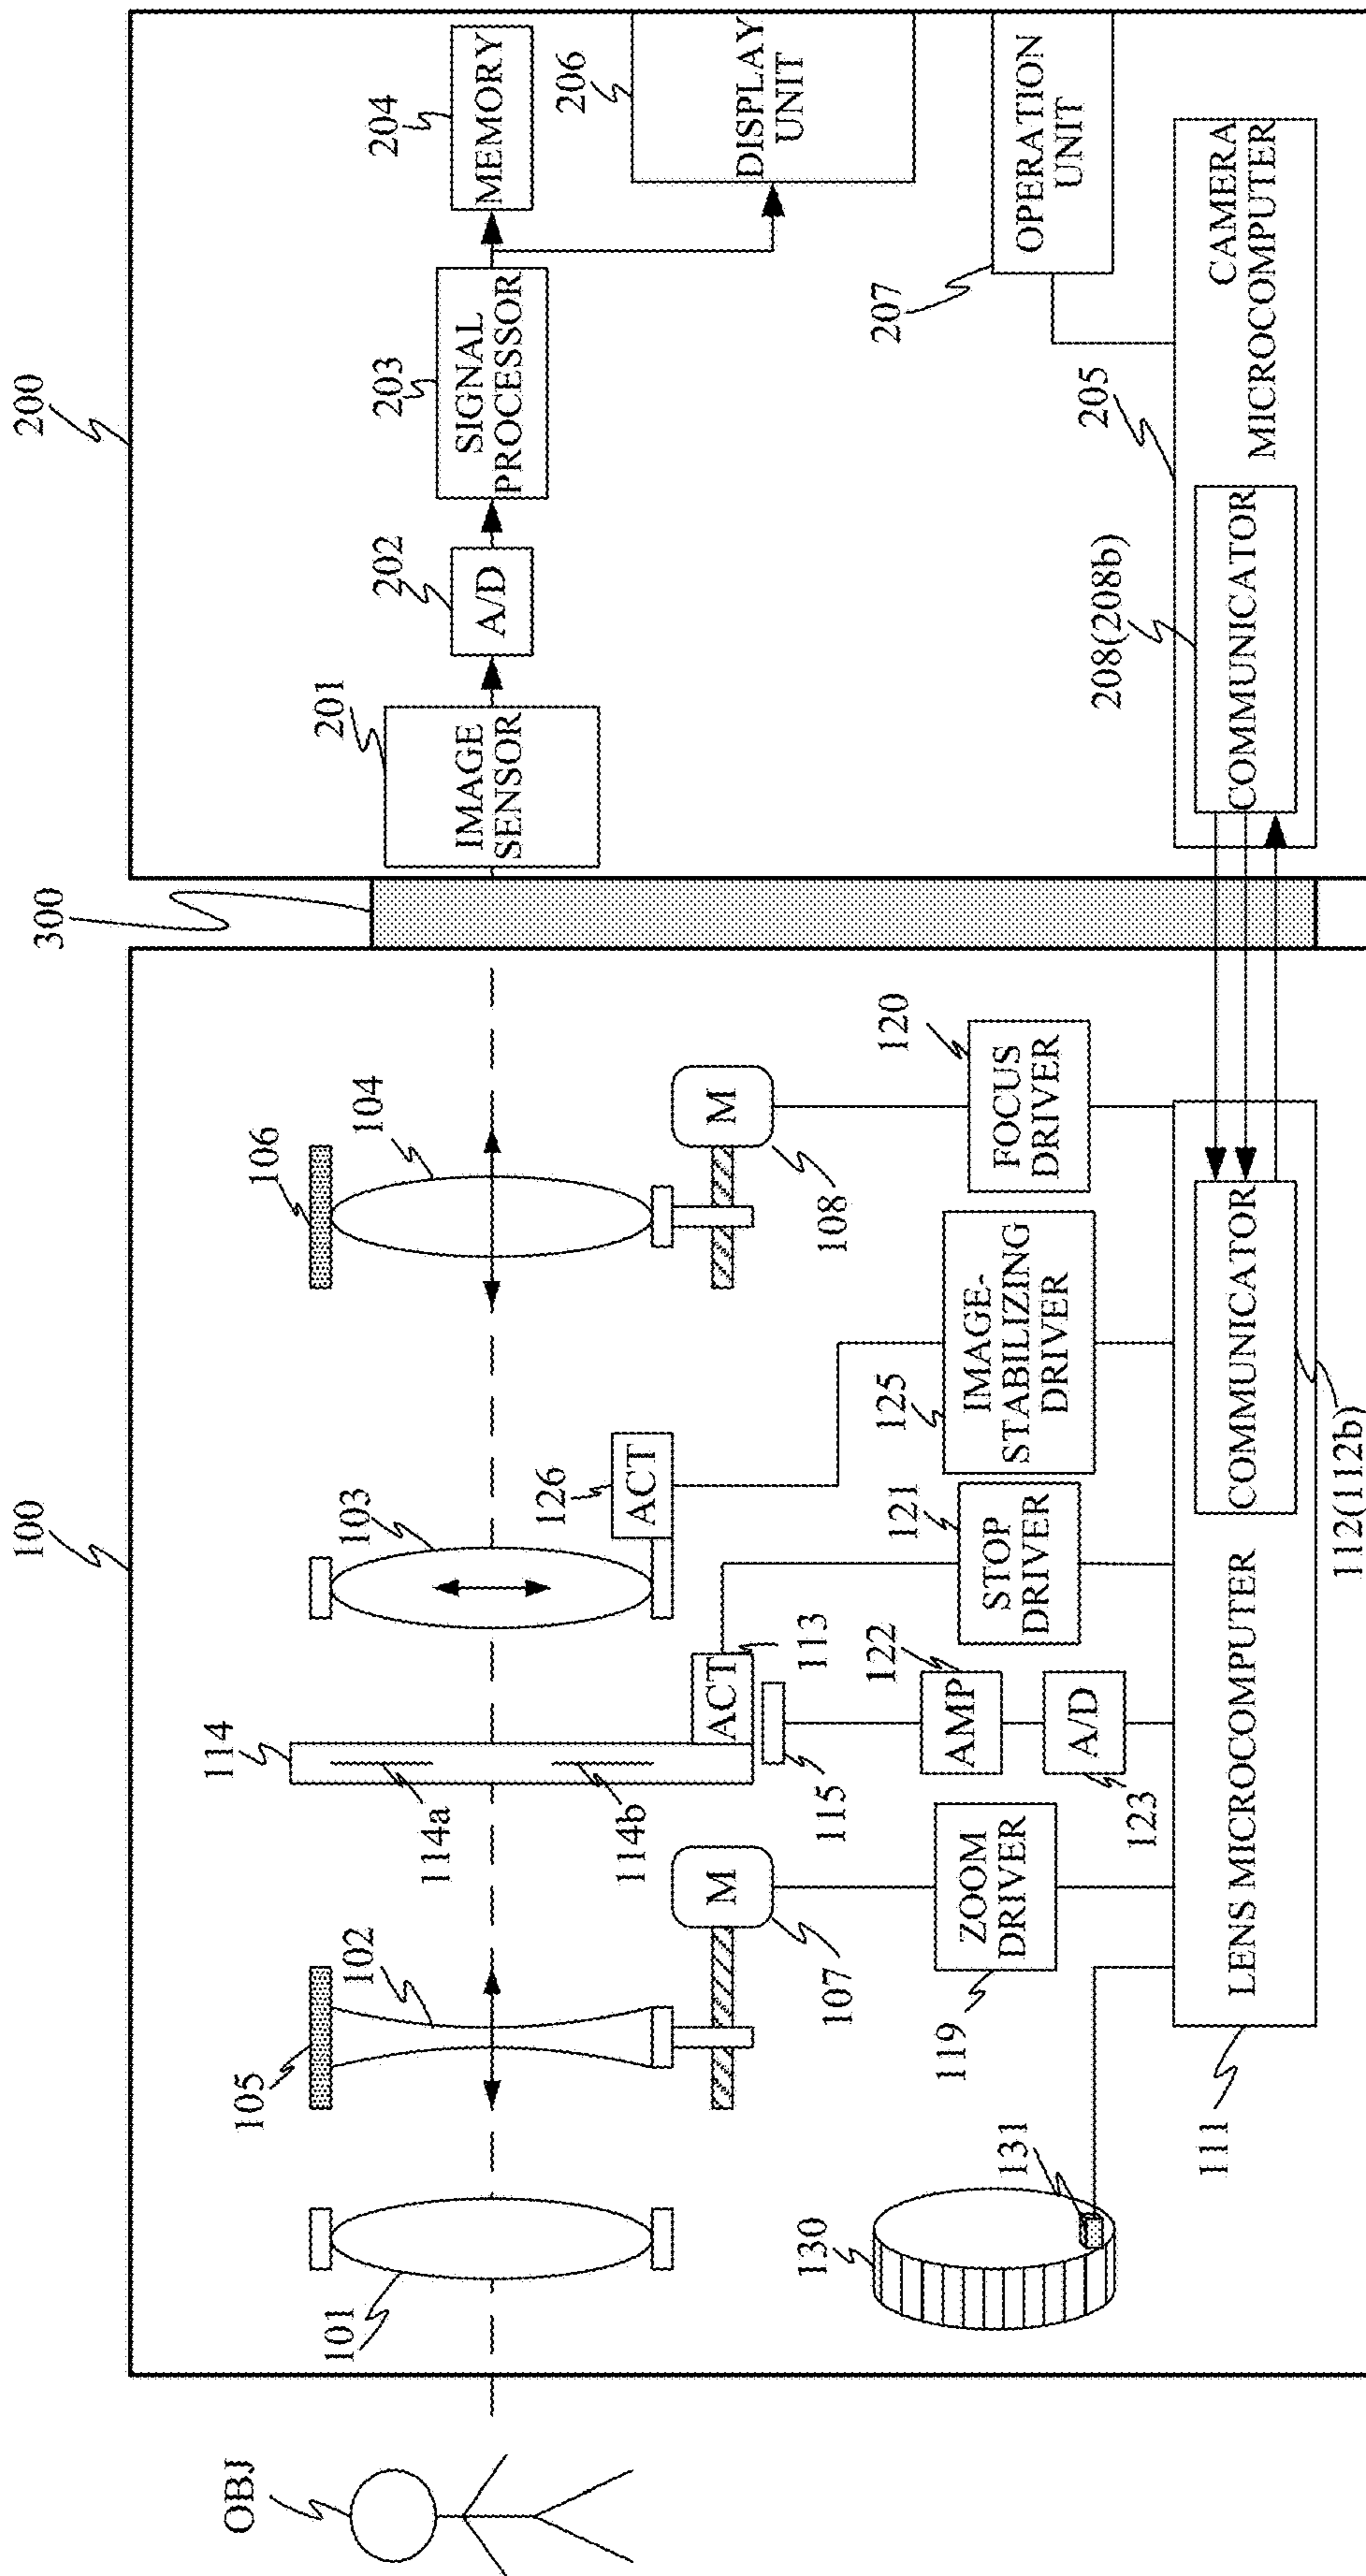 100
200
300
OBJ
101
105
102
114
114a
114b
103
126
ACT
106
104
M
107
M
108
ACT
113
115
130
131
ZOOM
DRIVER
119
AMP
122
A/D
123
STOP
DRIVER
121
IMAGE-
STABILIZING
DRIVER
125
FOCUS
DRIVER
120
LENS MICROCOMPUTER
111
COMMUNICATOR
112(112b)
IMAGE
SENSOR
201
A/D
202
SIGNAL
PROCESSOR
203
MEMORY
204
DISPLAY
UNIT
206
OPERATION
UNIT
207
CAMERA
MICROCOMPUTER
205
COMMUNICATOR
208(208b)